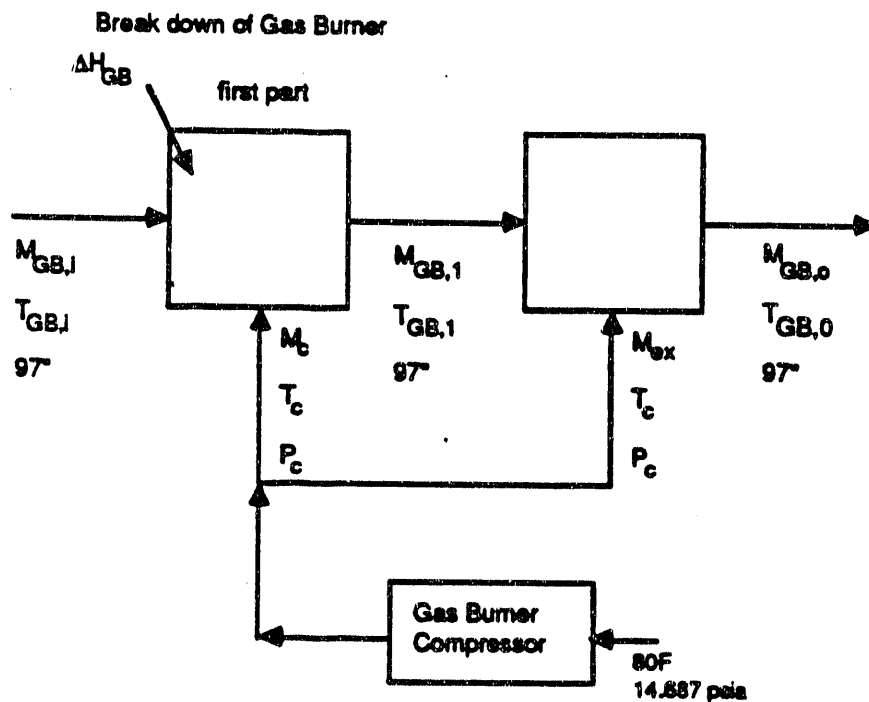 Break down of Gas Burner
ΔH_GB
first part
M_GB,i
T_GB,i
97"
M_GB,1
T_GB,1
97"
M_GB,o
T_GB,0
97"
M_c
T_c
P_c
M_ex
T_c
P_c
Gas Burner
Compressor
80F
14.687 psia